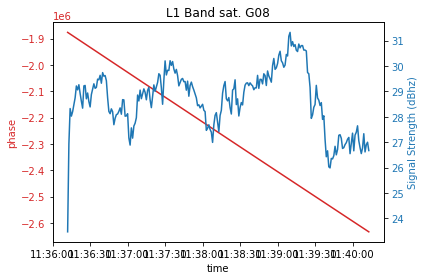 L1 Band sat. G08
1e6
−1.9
−2.0
−2.1
−2.2
−2.3
−2.4
−2.5
−2.6
phase
31
30
29
28
27
26
25
24
Signal Strength (dBhz)
11:36:00 11:36:30 11:37:00 11:37:30 11:38:00 11:38:30 11:39:00 11:39:30 11:40:00
time